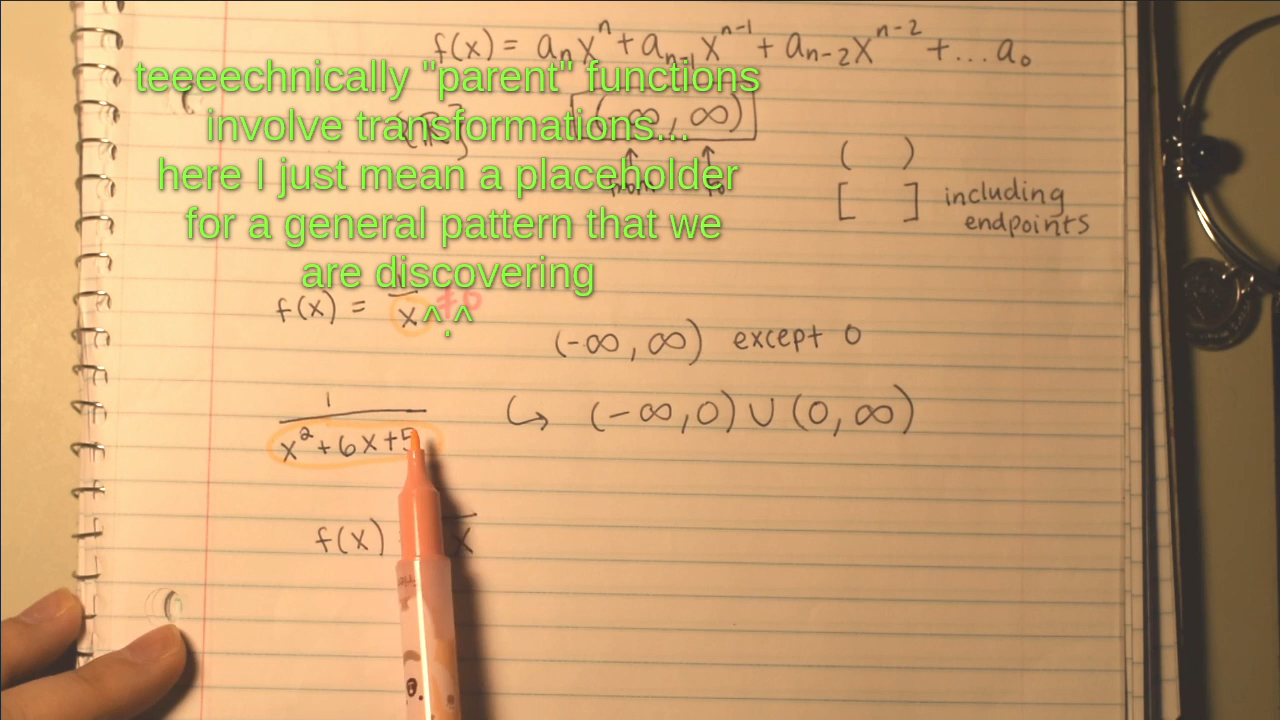 f(x) = aₙxⁿ + aₙ₋₁xⁿ⁻¹ + aₙ₋₂xⁿ⁻² + ... a₀
teeeechnically "parent" functions
involve transformations...
(-∞, ∞)
( )
here I just mean a placeholder
[ ] including
endpoints
for a general pattern that we
are discovering
^.^
f(x) = 1/x ≠0
(-∞, ∞) except 0
1
x² + 6x + 5
↪ (-∞, 0) ∪ (0, ∞)
f(x) x